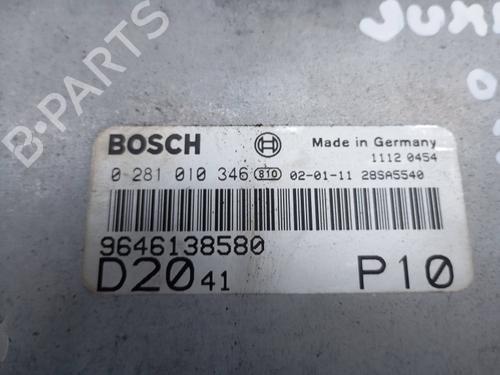 BOSCH Made in Germany
1112 0454
0 281 010 346 810 02-01-11 28SA5540
9646138580
D20 41 P10
B-PARTS